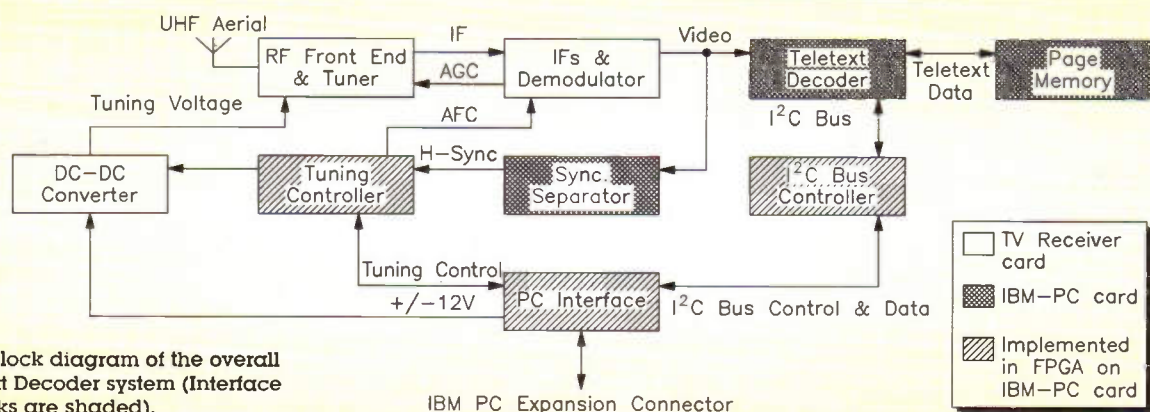 UHF Aerial
RF Front End
& Tuner
IF
AGC
IFs &
Demodulator
Video
Teletext
Decoder
Teletext
Data
Page
Memory
Tuning Voltage
AFC
I²C Bus
DC-DC
Converter
Tuning
Controller
H-Sync
Sync.
Separator
I²C Bus
Controller
Tuning Control
+/-12V
PC Interface
I²C Bus Control & Data
IBM PC Expansion Connector
TV Receiver
card
IBM-PC card
Implemented
in FPGA on
IBM-PC card
lock diagram of the overall
Decoder system (Interface
are shaded).